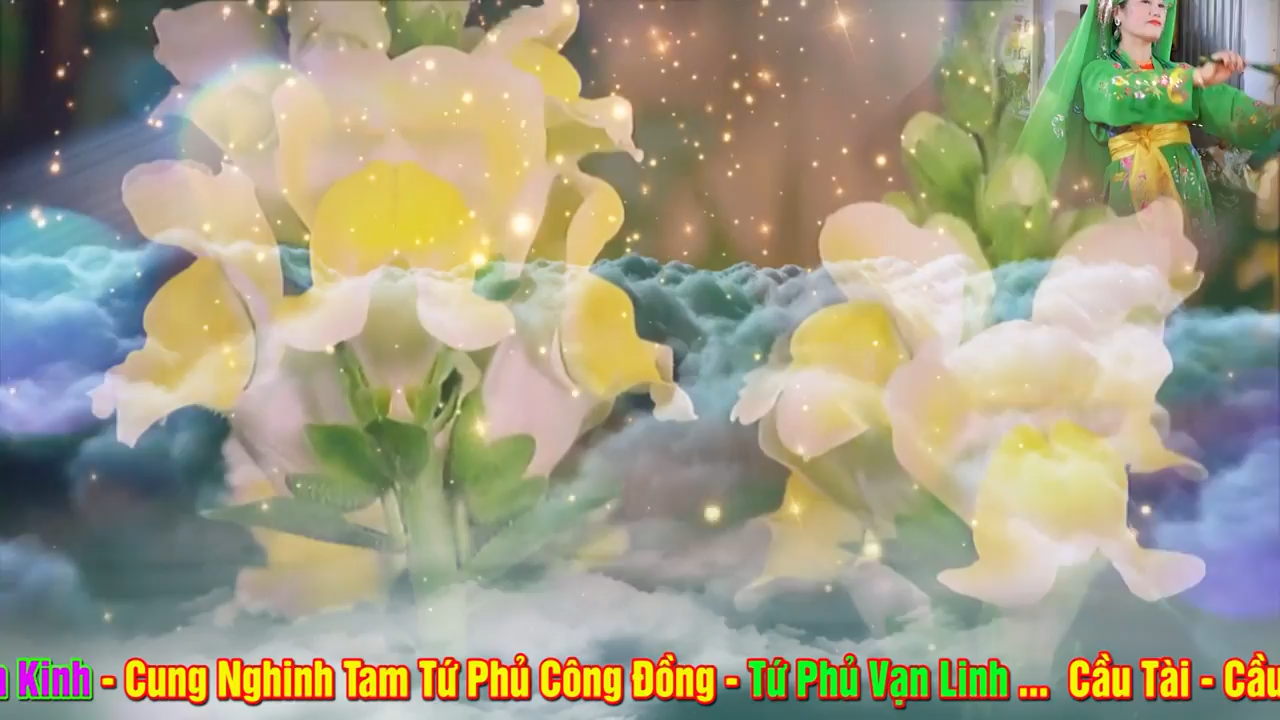 Kinh - Cung Nghinh Tam Tứ Phủ Công Đồng - Tứ Phủ Vạn Linh ... Cầu Tài - Cầu